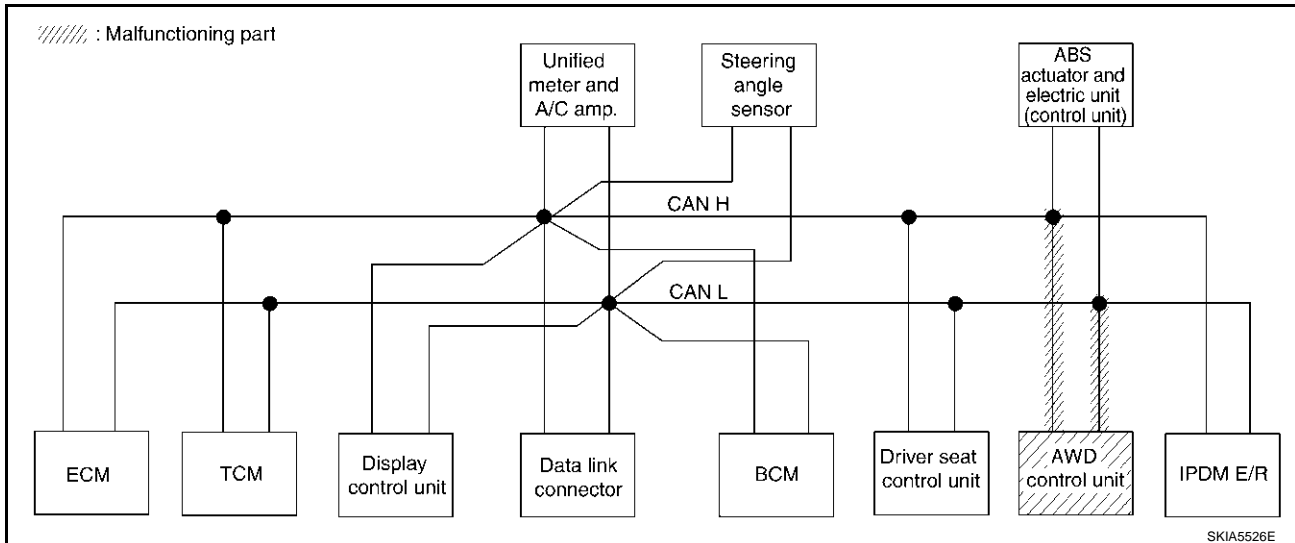 : Malfunctioning part
Unified
meter and
A/C amp.
Steering
angle
sensor
ABS
actuator and
electric unit
(control unit)
CAN H
CAN L
ECM
TCM
Display
control unit
Data link
connector
BCM
Driver seat
control unit
AWD
control unit
IPDM E/R
SKIA5526E